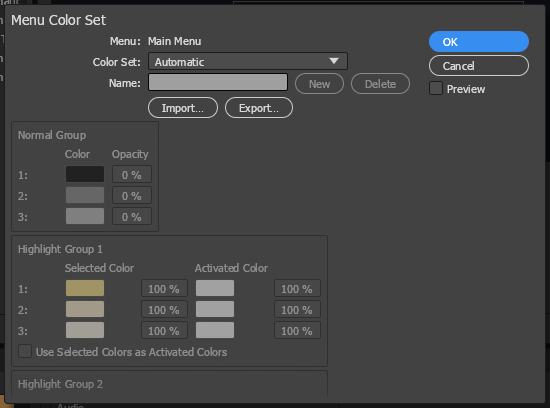 Menu Color Set
Menu: Main Menu
OK
Color Set: Automatic
Cancel
Name:
New
Delete
Preview
Import...
Export...
Normal Group
Color Opacity
1: 0 %
2: 0 %
3: 0 %
Highlight Group 1
Selected Color Activated Color
1: 100 % 100 %
2: 100 % 100 %
3: 100 % 100 %
Use Selected Colors as Activated Colors
Highlight Group 2
Audio